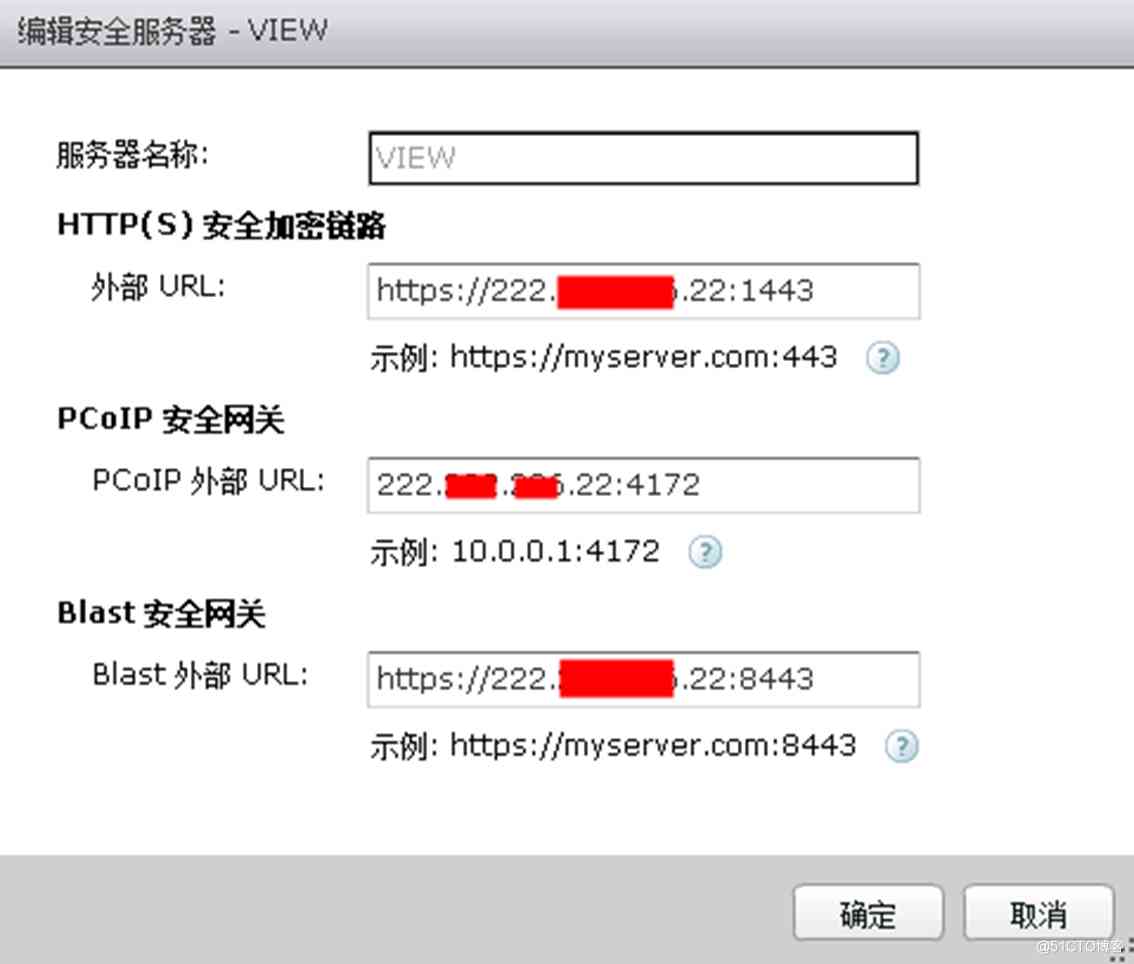 编辑安全服务器 - VIEW
服务器名称:
VIEW
HTTP(S) 安全加密链路
外部 URL:
https://222. .22:1443
示例: https://myserver.com:443 ?
PCoIP 安全网关
PCoIP 外部 URL:
222. . .22:4172
示例: 10.0.0.1:4172 ?
Blast 安全网关
Blast 外部 URL:
https://222. .22:8443
示例: https://myserver.com:8443 ?
确定
取消
@51CTO博客